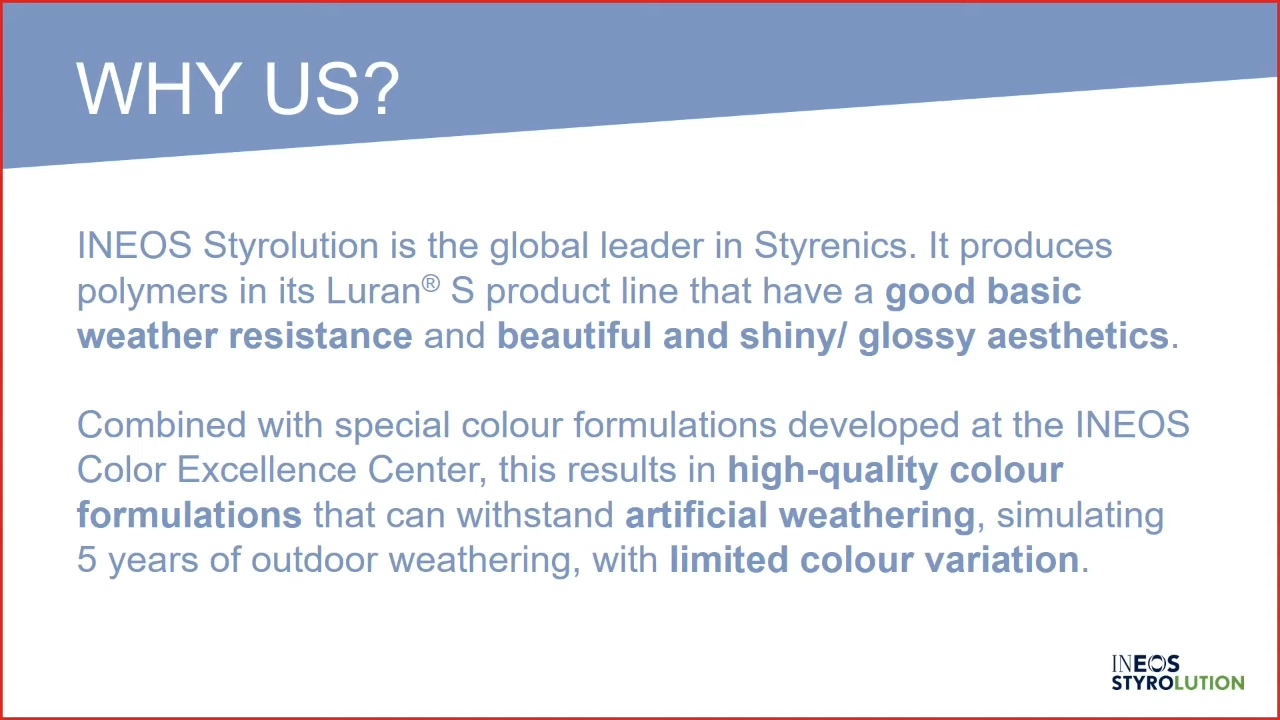 WHY US?
INEOS Styrolution is the global leader in Styrenics. It produces
polymers in its Luran® S product line that have a good basic
weather resistance and beautiful and shiny/ glossy aesthetics.
Combined with special colour formulations developed at the INEOS
Color Excellence Center, this results in high-quality colour
formulations that can withstand artificial weathering, simulating
5 years of outdoor weathering, with limited colour variation.
INEOS
STYROLUTION